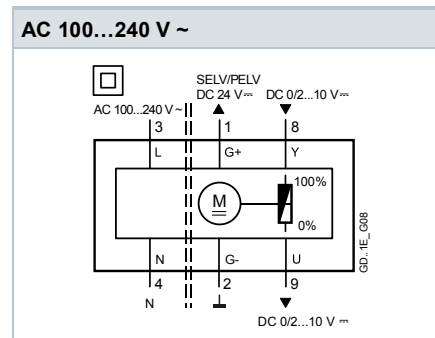 AC 100…240 V ~
SELV/PELV
DC 24 V⎓ DC 0/2...10 V⎓
AC 100...240 V~
3 1 8
L G+ Y
100%
M
0%
N G- U
4 2 9
N
DC 0/2...10 V ⎓
GD..1E_G08